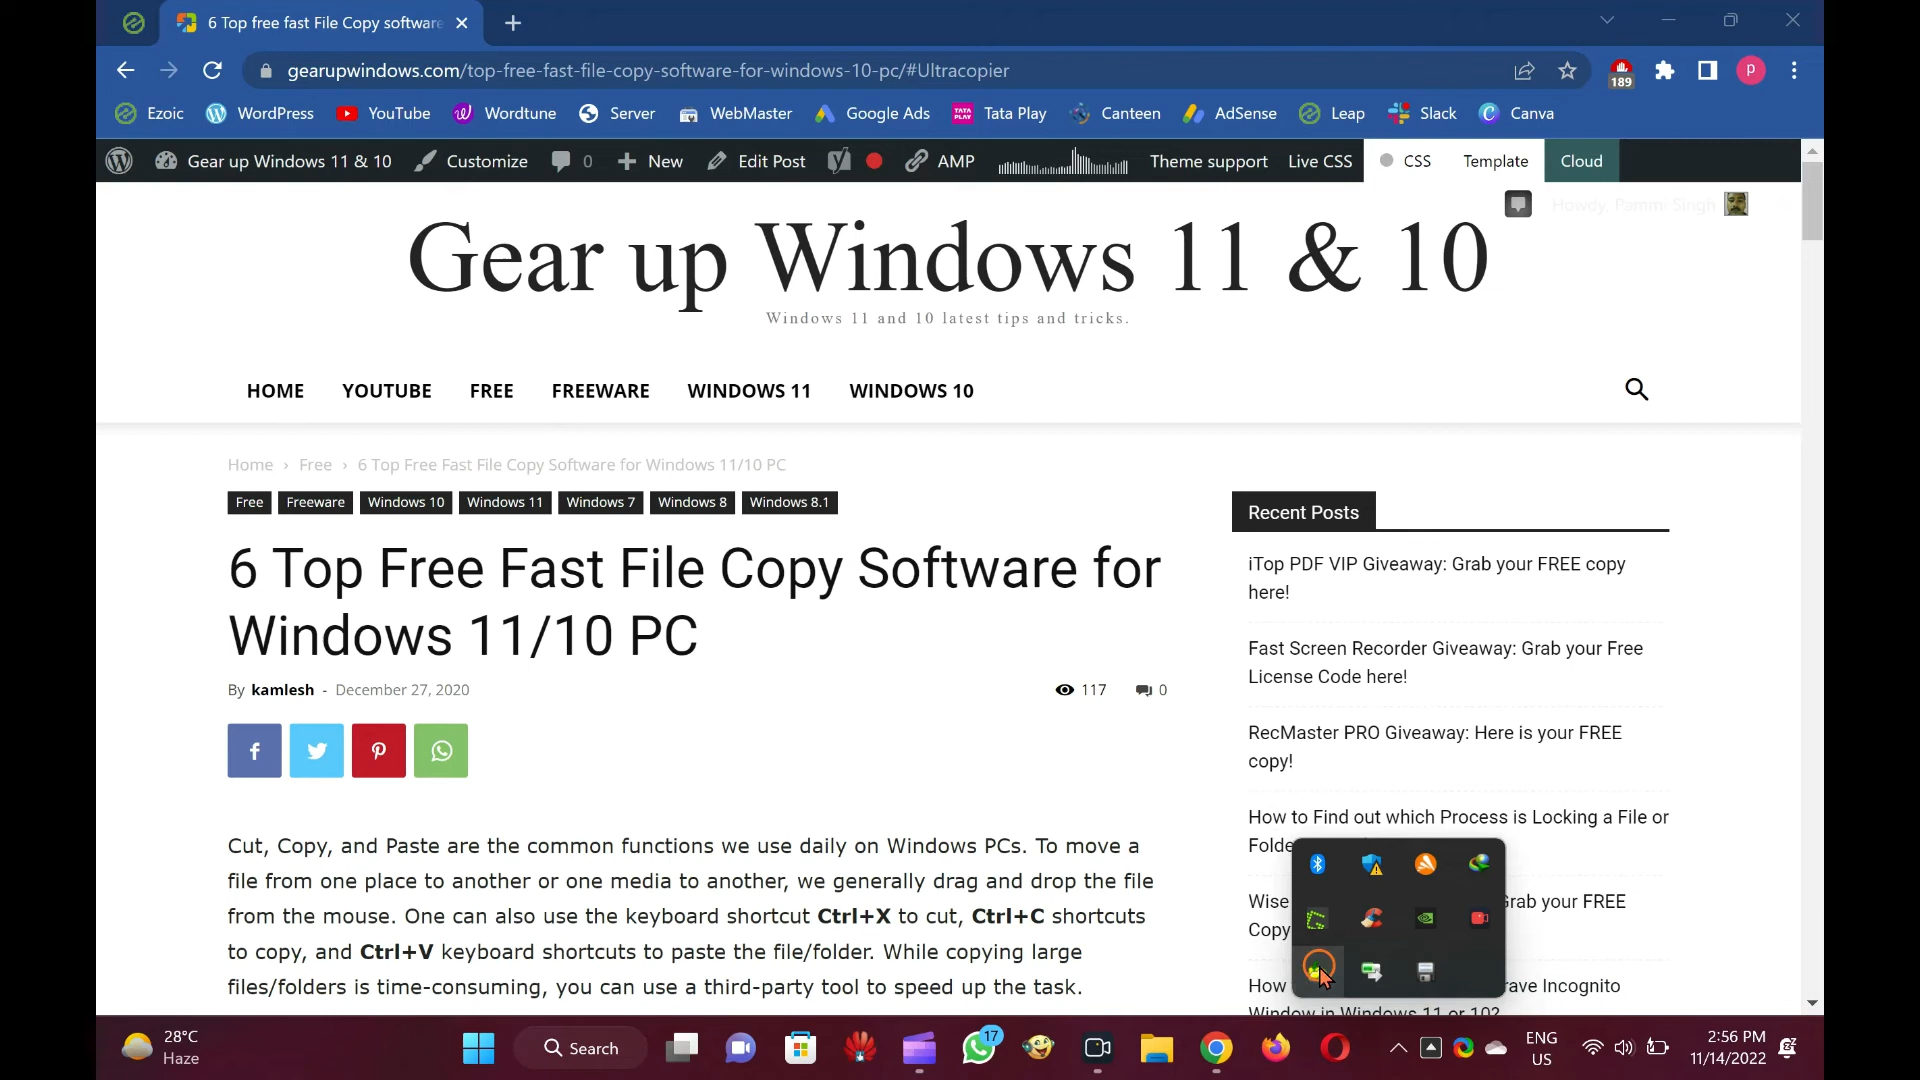 6 Top free fast File Copy software
gearupwindows.com/top-free-fast-file-copy-software-for-windows-10-pc/#Ultracopier
189
P
Ezoic WordPress YouTube Wordtune Server WebMaster Google Ads TATA PLAY Tata Play Canteen AdSense Leap Slack Canva
Gear up Windows 11 & 10 Customize 0 New Edit Post AMP Theme support Live CSS CSS Template Cloud
Howdy, Pammi Singh
Gear up Windows 11 & 10
Windows 11 and 10 latest tips and tricks.
HOME YOUTUBE FREE FREEWARE WINDOWS 11 WINDOWS 10
Home › Free › 6 Top Free Fast File Copy Software for Windows 11/10 PC
Free Freeware Windows 10 Windows 11 Windows 7 Windows 8 Windows 8.1
6 Top Free Fast File Copy Software for
Windows 11/10 PC
By kamlesh - December 27, 2020
117 0
Cut, Copy, and Paste are the common functions we use daily on Windows PCs. To move a
file from one place to another or one media to another, we generally drag and drop the file
from the mouse. One can also use the keyboard shortcut Ctrl+X to cut, Ctrl+C shortcuts
to copy, and Ctrl+V keyboard shortcuts to paste the file/folder. While copying large
files/folders is time-consuming, you can use a third-party tool to speed up the task.
Recent Posts
iTop PDF VIP Giveaway: Grab your FREE copy
here!
Fast Screen Recorder Giveaway: Grab your Free
License Code here!
RecMaster PRO Giveaway: Here is your FREE
copy!
How to Find out which Process is Locking a File or
Folde
Wise Grab your FREE
Copy
How rave Incognito
Window in Windows 11 or 10?
28°C
Haze
Search
17
ENG
US
2:56 PM
11/14/2022